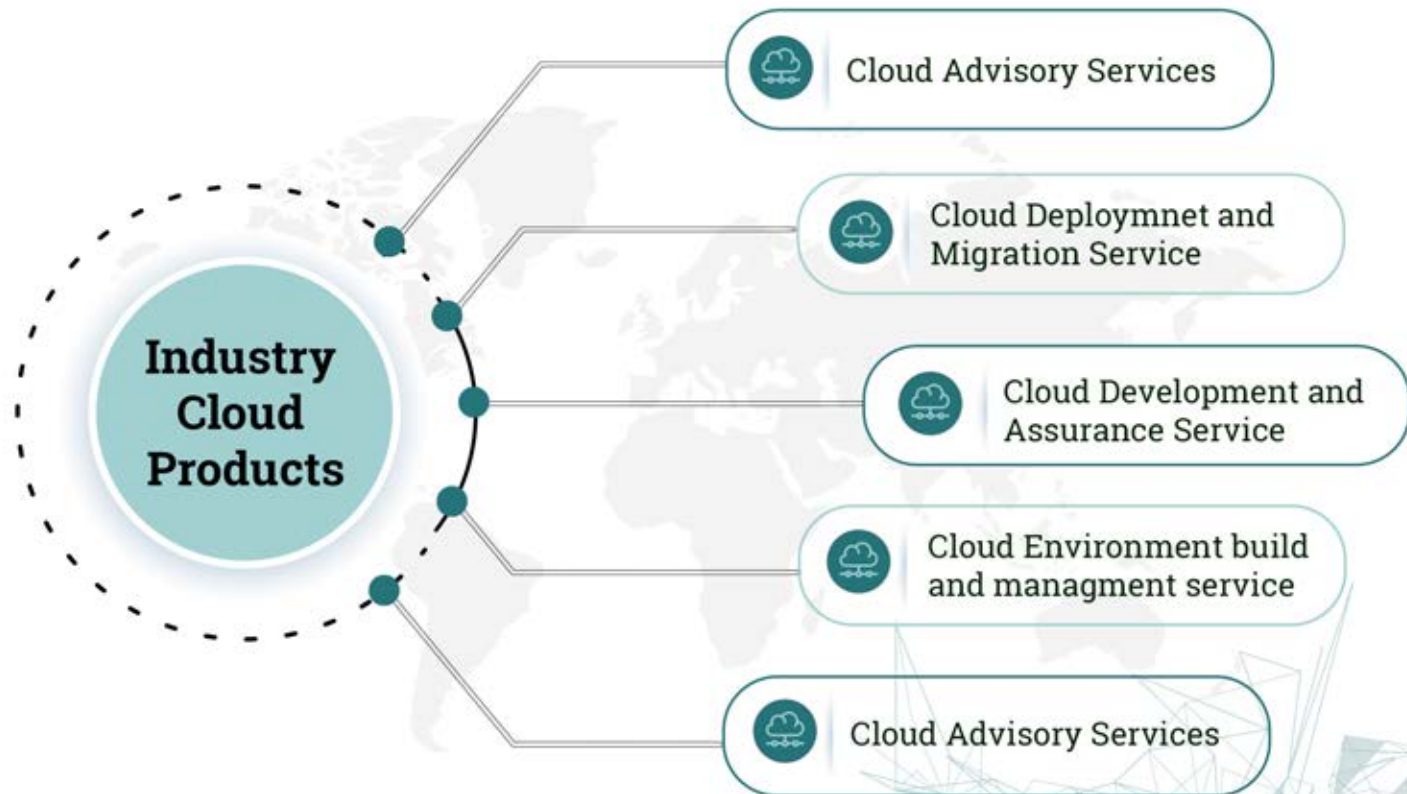 Industry
Cloud
Products
Cloud Advisory Services
Cloud Deploymnet and
Migration Service
Cloud Development and
Assurance Service
Cloud Environment build
and managment service
Cloud Advisory Services